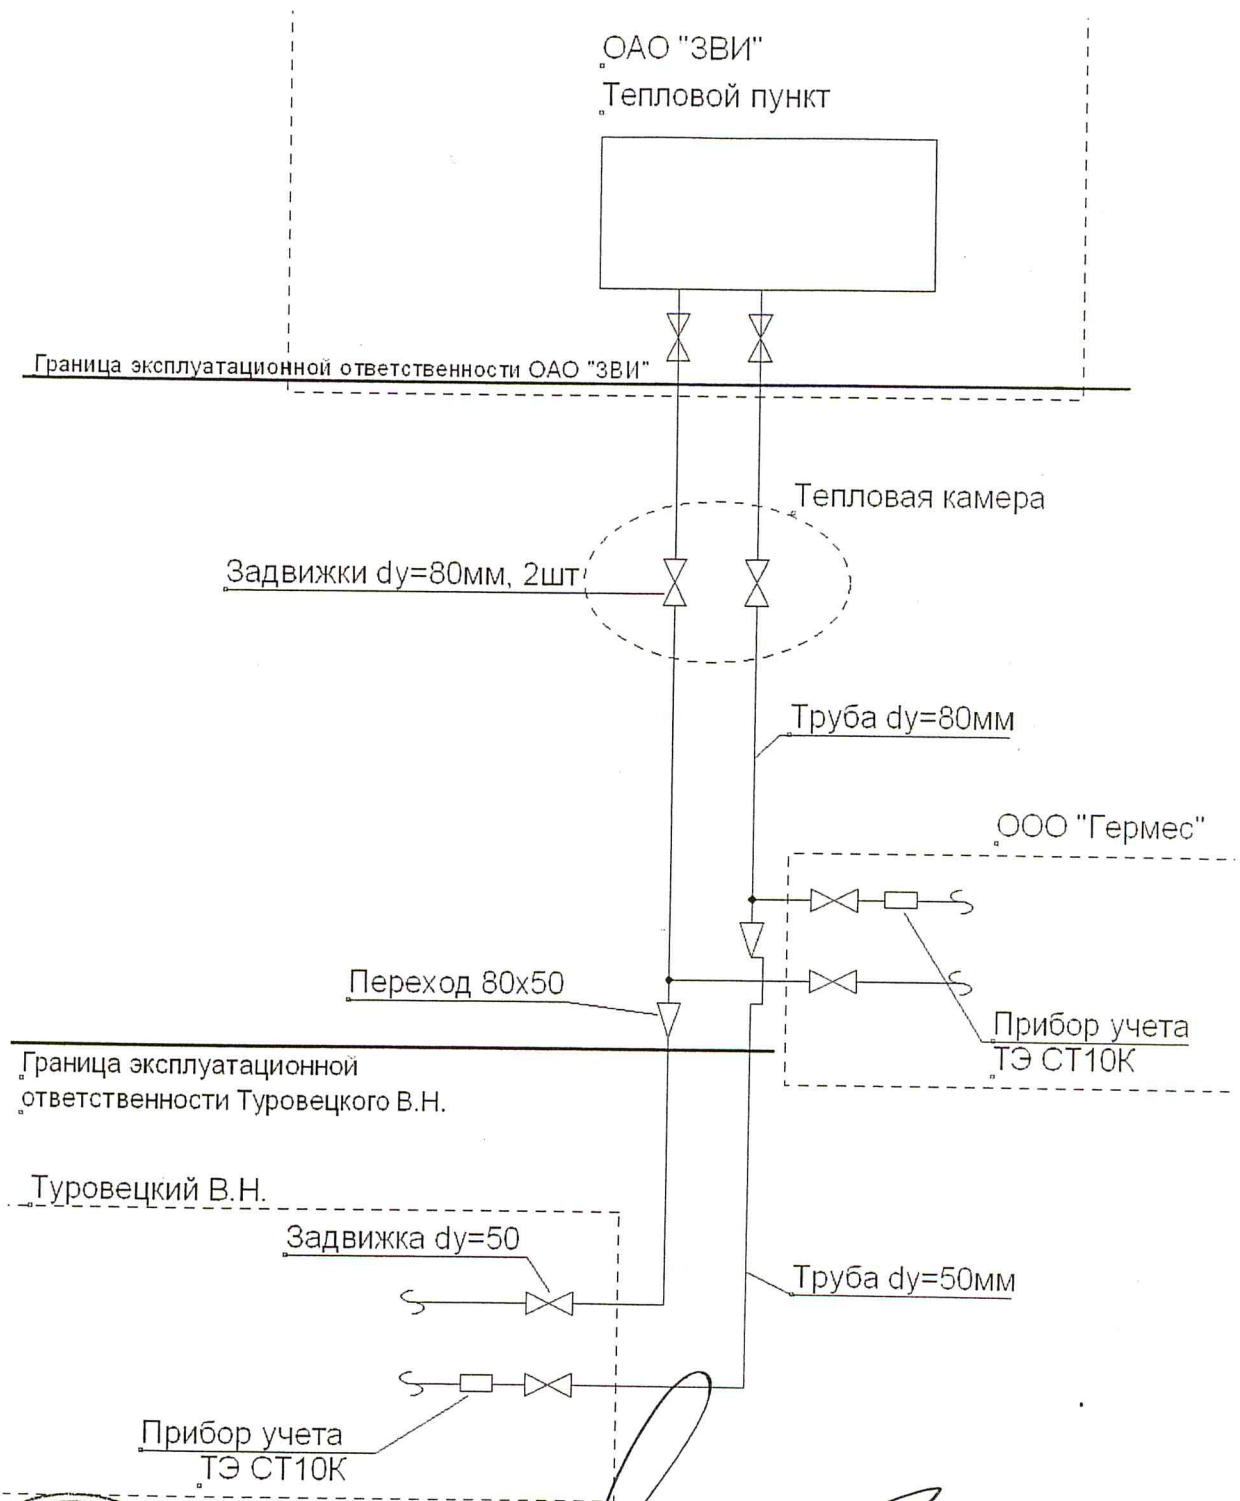 ОАО "ЗВИ"
Тепловой пункт
Граница эксплуатационной ответственности ОАО "ЗВИ"
Тепловая камера
Задвижки dy=80мм, 2шт
Труба dy=80мм
ООО "Гермес"
Переход 80х50
Прибор учета
ТЭ СТ10К
Граница эксплуатационной
ответственности Туровецкого В.Н.
Туровецкий В.Н.
Задвижка dy=50
Труба dy=50мм
Прибор учета
ТЭ СТ10К